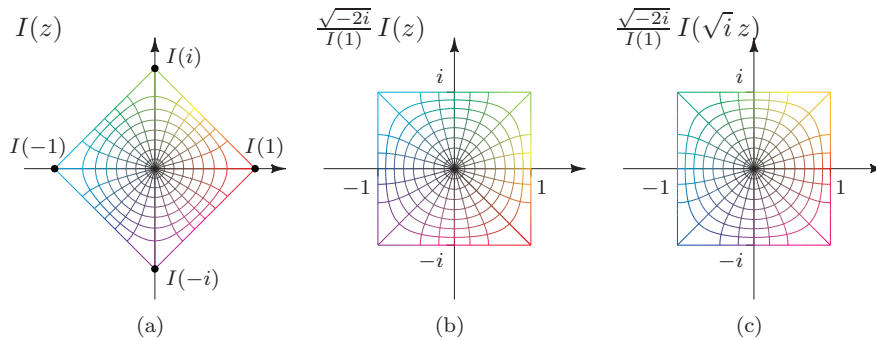 I(z)
I(i)
I(−1)
I(1)
I(−i)
(a)
√−2i/I(1) I(z)
i
−1
1
−i
(b)
√−2i/I(1) I(√i z)
i
−1
1
−i
(c)